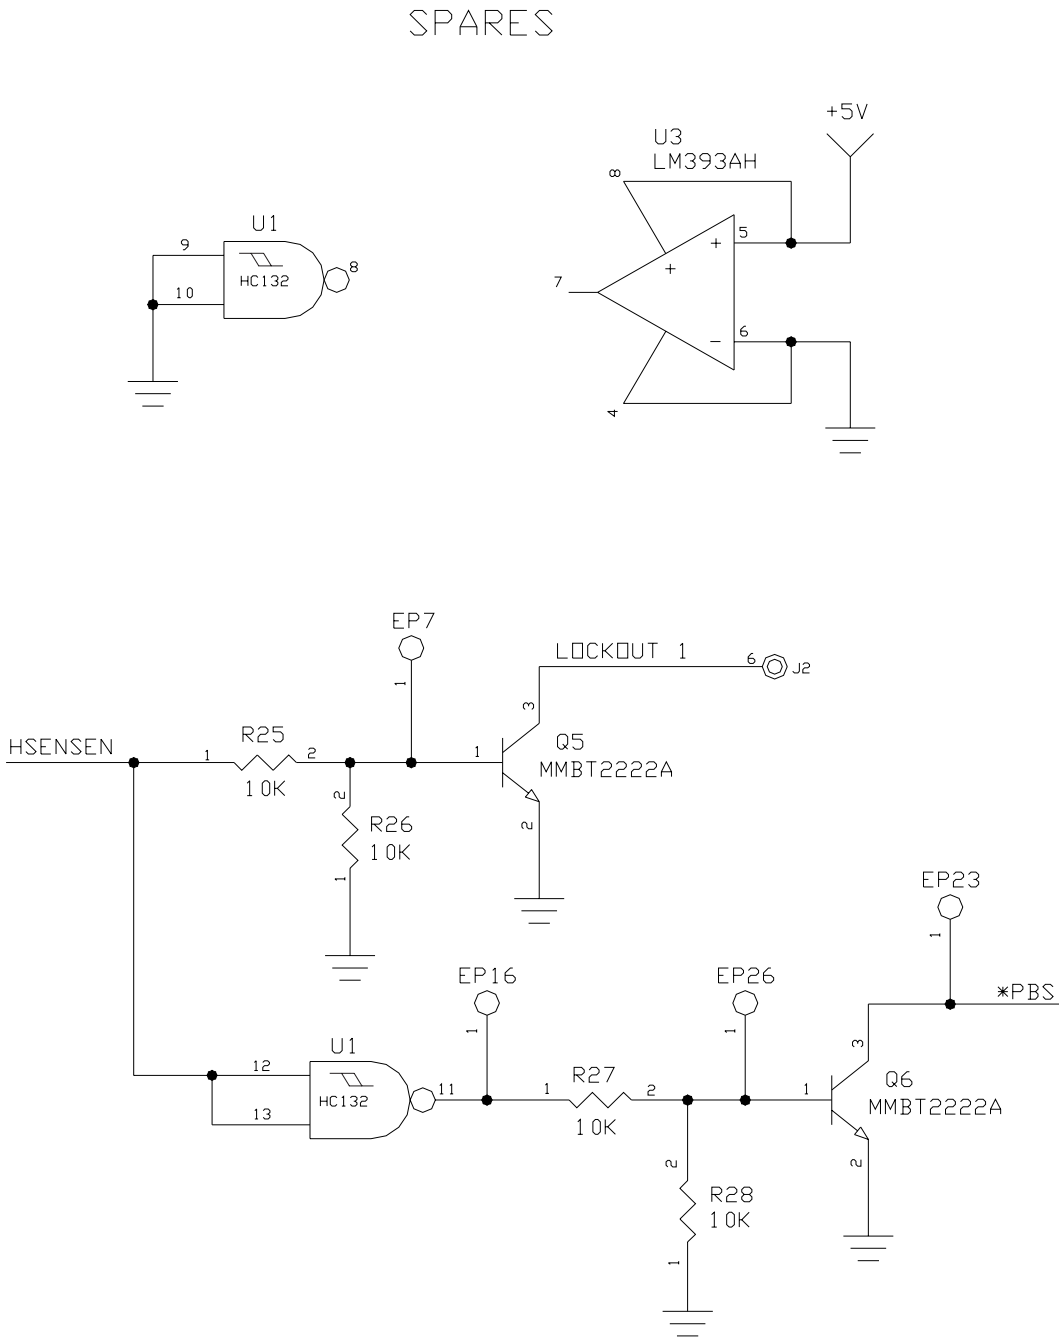 SPARES
+5V
U3
LM393AH
8
U1
9
8
5
+
+
HC132
10
7
6
-
4
EP7
LOCKOUT 1
6
J2
1
3
HSENSEN
R25
Q5
1
2
1
MMBT2222A
10K
2
R26
10K
2
1
EP23
1
EP16
EP26
*PBS
1
1
3
U1
12
R27
Q6
HC132
11
1
2
1
MMBT2222A
13
10K
2
2
R28
10K
1